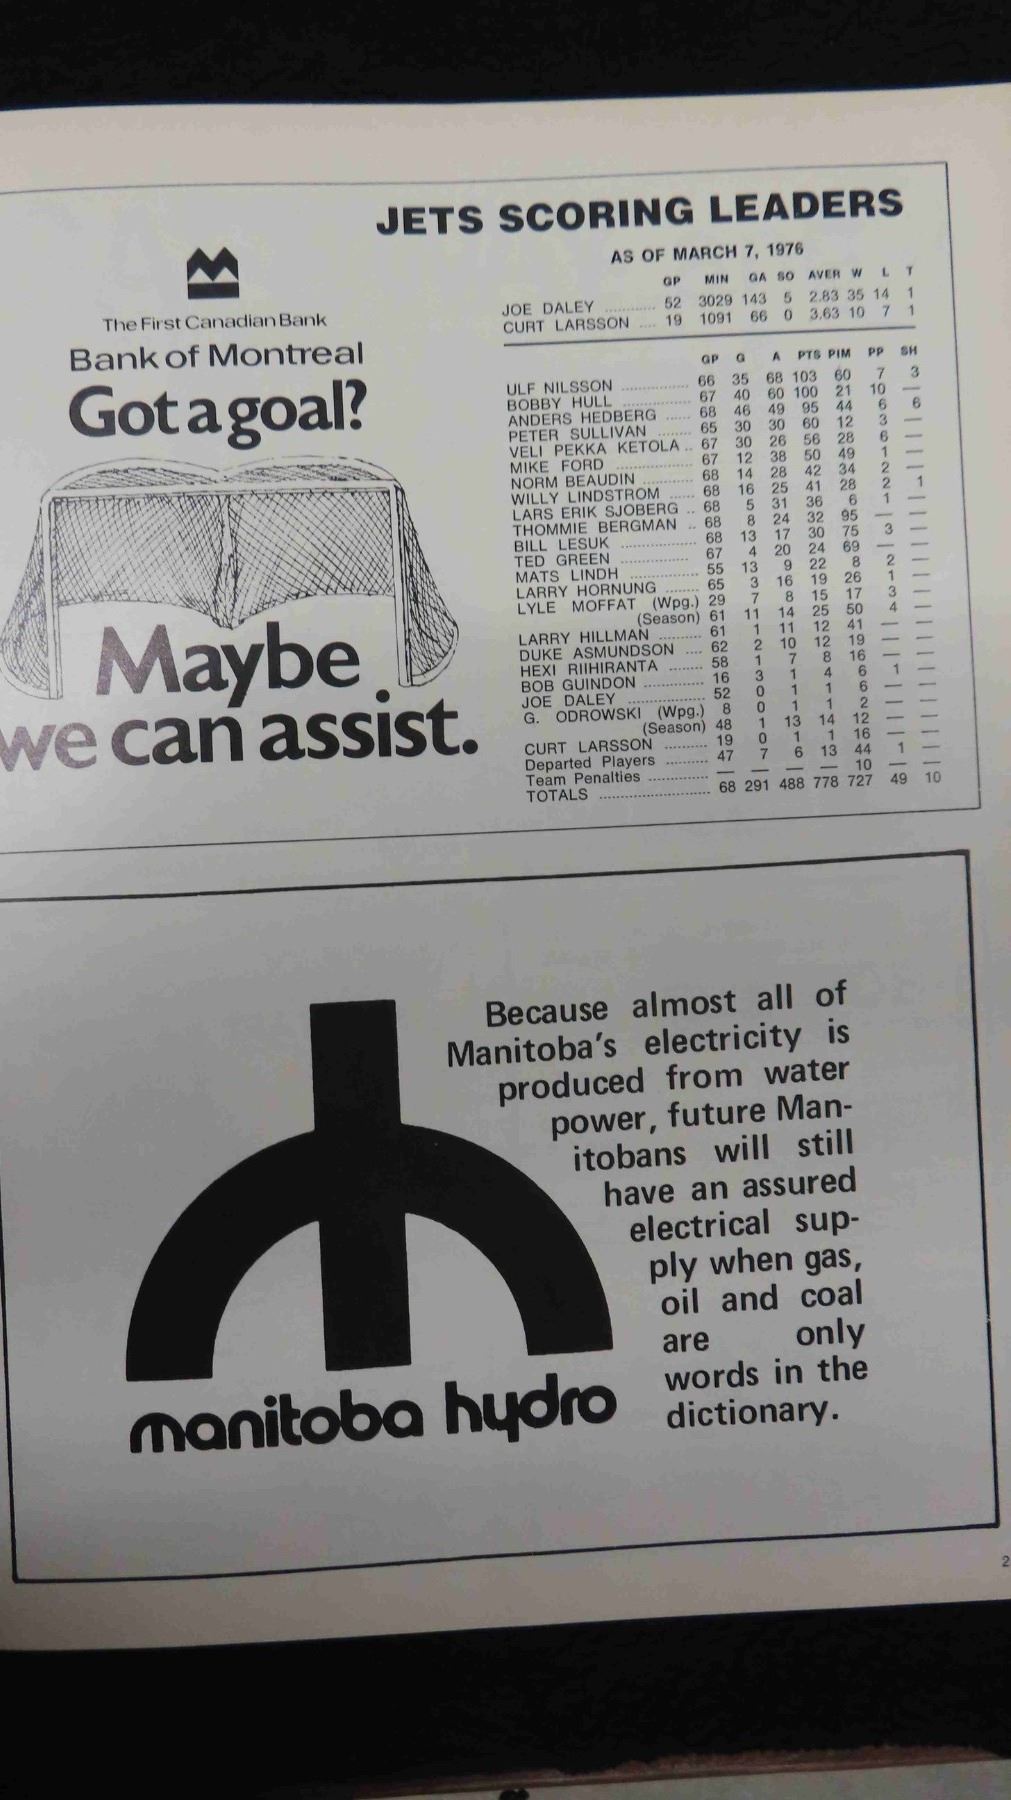 The First Canadian Bank
Bank of Montreal
Got a goal?
Maybe
we can assist.
JETS SCORING LEADERS
AS OF MARCH 7, 1976
GP MIN GA SO AVER W L T
JOE DALEY ............ 52 3029 143 5 2.83 35 14 1
CURT LARSSON .... 19 1091 66 0 3.63 10 7 1
GP G A PTS PIM PP SH
ULF NILSSON ................ 66 35 68 103 60 7 3
BOBBY HULL ................ 67 40 60 100 21 10 —
ANDERS HEDBERG ...... 68 46 49 95 44 6 6
PETER SULLIVAN ........ 65 30 30 60 12 3 —
VELI PEKKA KETOLA .. 67 30 26 56 28 6 —
MIKE FORD .................. 67 12 38 50 49 1 —
NORM BEAUDIN ............ 68 14 28 42 34 2 —
WILLY LINDSTROM ...... 68 16 25 41 28 2 1
LARS ERIK SJOBERG .. 68 5 31 36 6 1 —
THOMMIE BERGMAN .. 68 8 24 32 95 — —
BILL LESUK .................. 68 13 17 30 75 3 —
TED GREEN .................. 67 4 20 24 69 — —
MATS LINDH ................ 55 13 9 22 8 2 —
LARRY HORNUNG ........ 65 3 16 19 26 1 —
LYLE MOFFAT (Wpg.) 29 7 8 15 17 3 —
(Season) 61 11 14 25 50 4 —
LARRY HILLMAN .......... 61 1 11 12 41 — —
DUKE ASMUNDSON .... 62 2 10 12 19 — —
HEXI RIIHIRANTA ........ 58 1 7 8 16 — —
BOB GUINDON .............. 16 3 1 4 6 1 —
JOE DALEY .................. 52 0 1 1 6 — —
G. ODROWSKI (Wpg.) 8 0 1 1 2 — —
(Season) 48 1 13 14 12 — —
CURT LARSSON .......... 19 0 1 1 16 — —
Departed Players .......... 47 7 6 13 44 1 —
Team Penalties .............. — — — — 10 — —
TOTALS .......................... 68 291 488 778 727 49 10
Because almost all of
Manitoba's electricity is
produced from water
power, future Man-
itobans will still
have an assured
electrical sup-
ply when gas,
oil and coal
are only
words in the
dictionary.
manitoba hydro
2